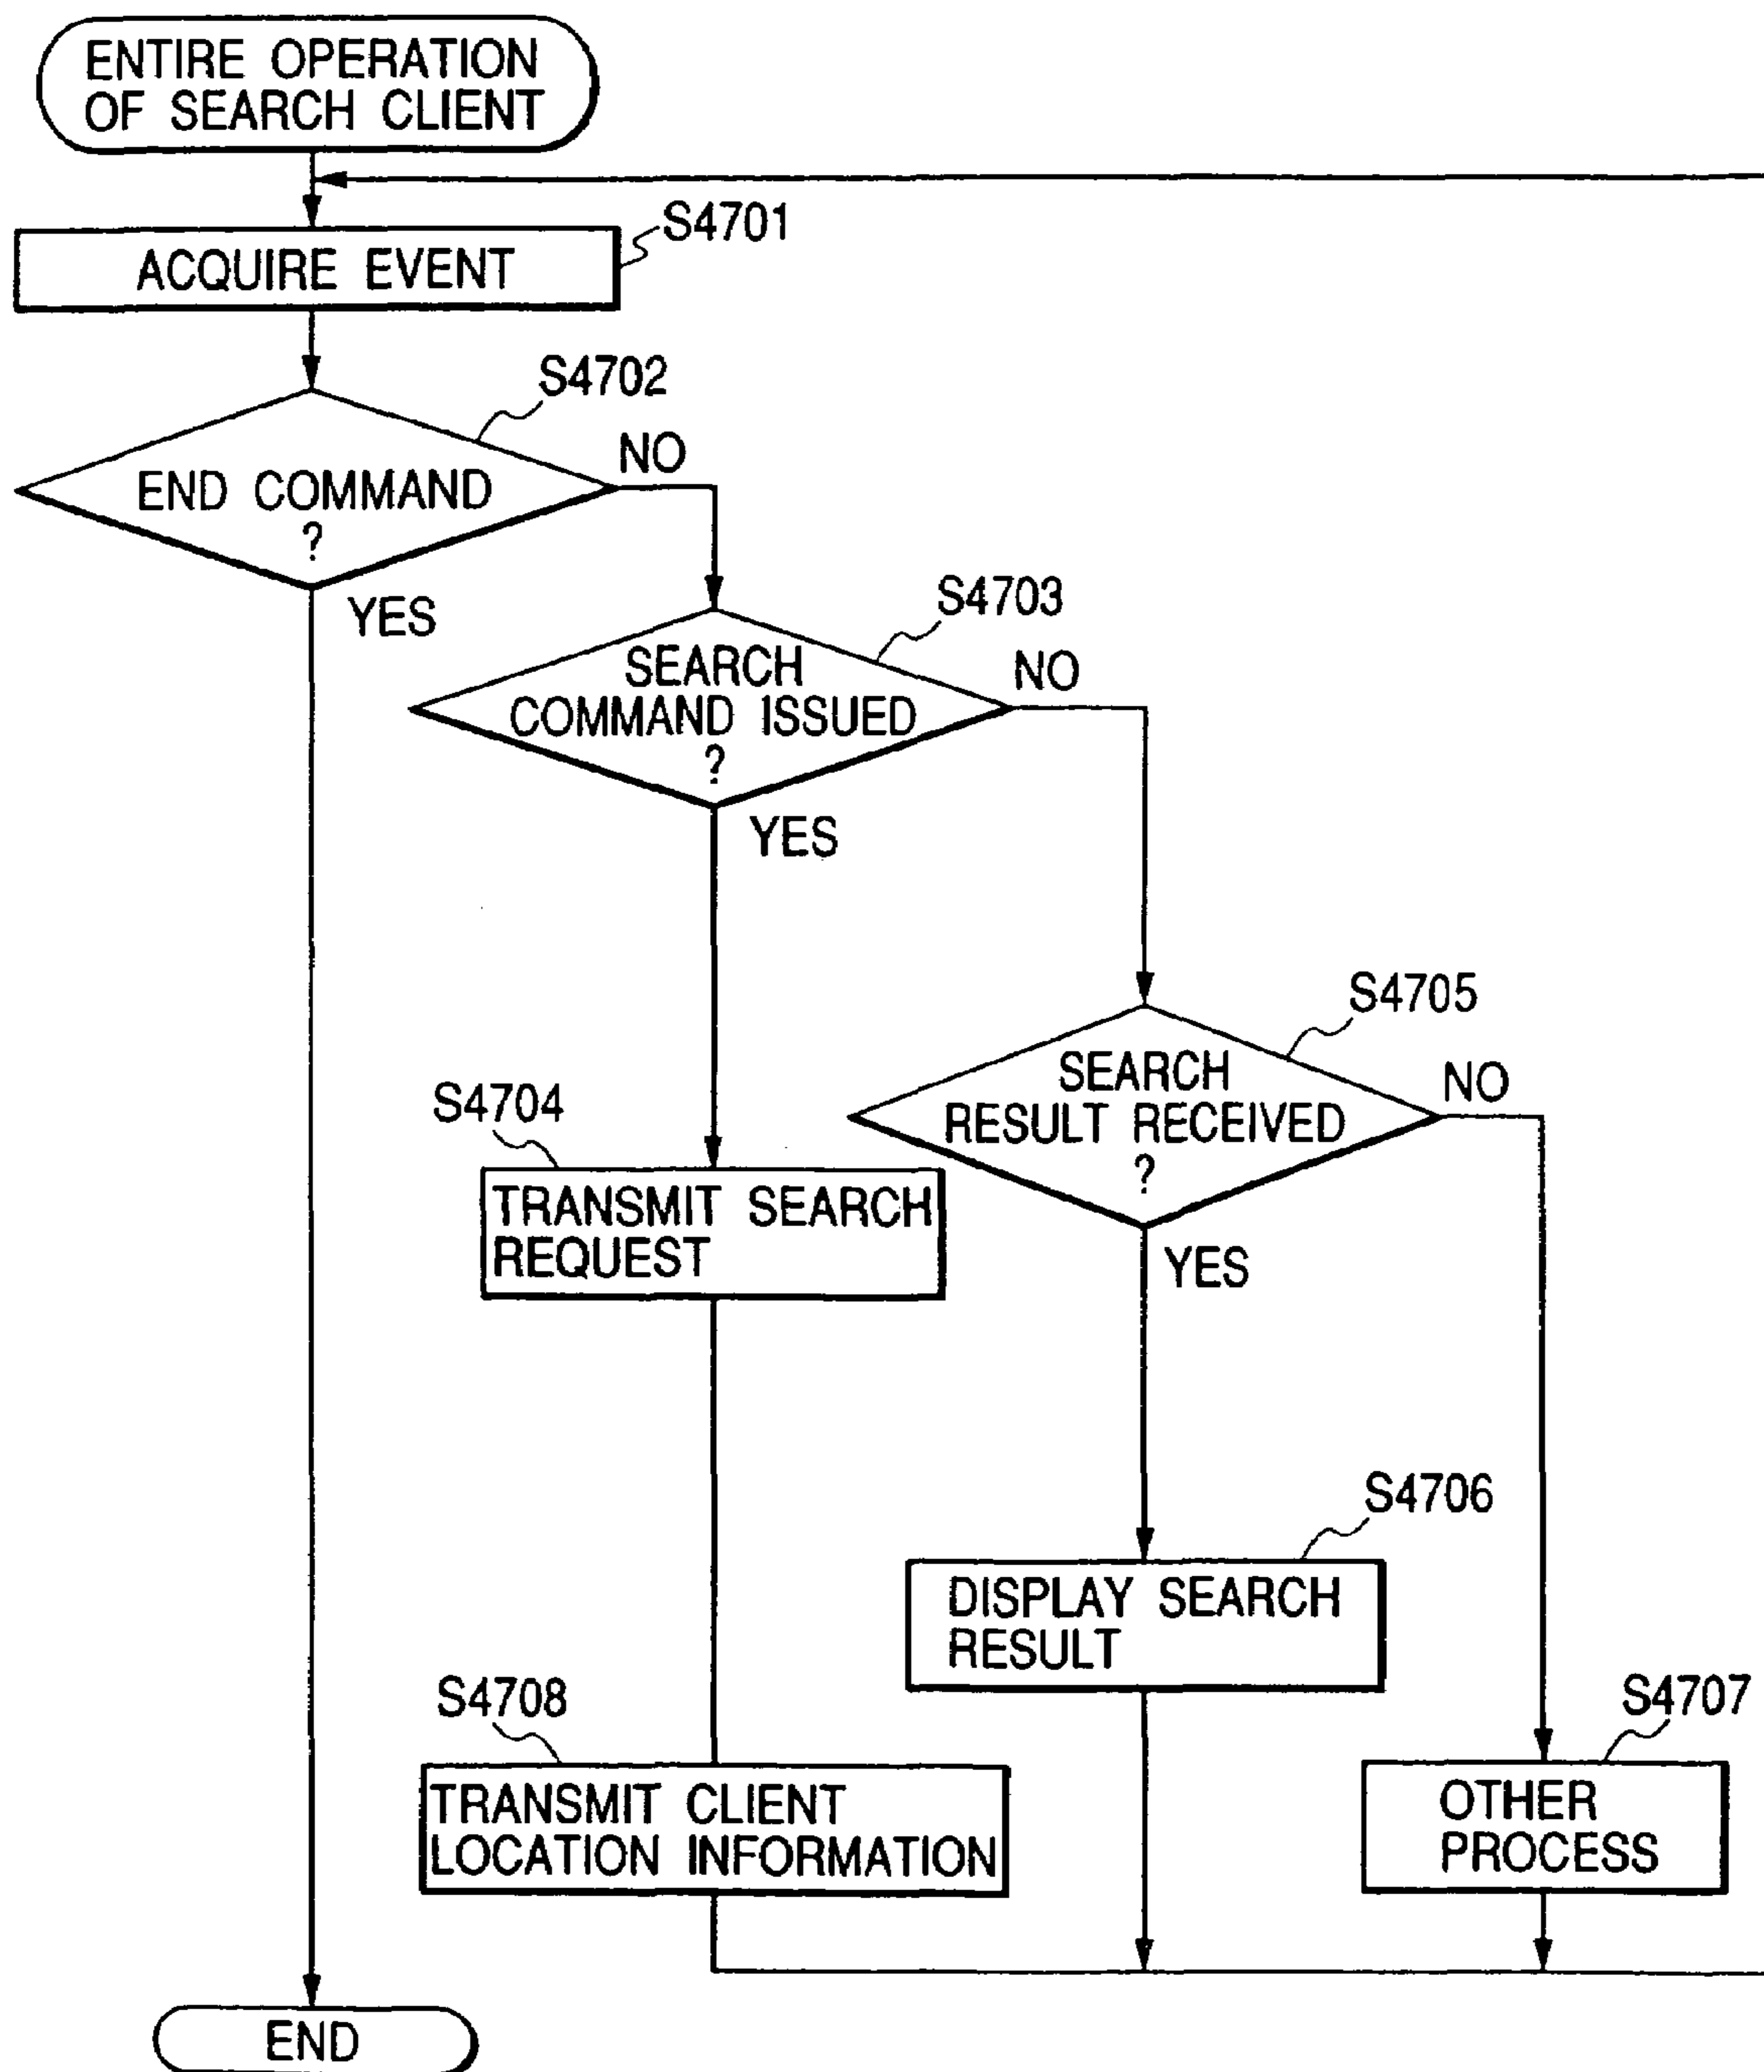 ENTIRE OPERATION
OF SEARCH CLIENT
S4701
ACQUIRE EVENT
S4702
NO
END COMMAND
?
YES
S4703
NO
SEARCH
COMMAND ISSUED
?
YES
S4705
NO
SEARCH
RESULT RECEIVED
?
YES
S4704
TRANSMIT SEARCH
REQUEST
S4706
DISPLAY SEARCH
RESULT
S4708
TRANSMIT CLIENT
LOCATION INFORMATION
S4707
OTHER
PROCESS
END